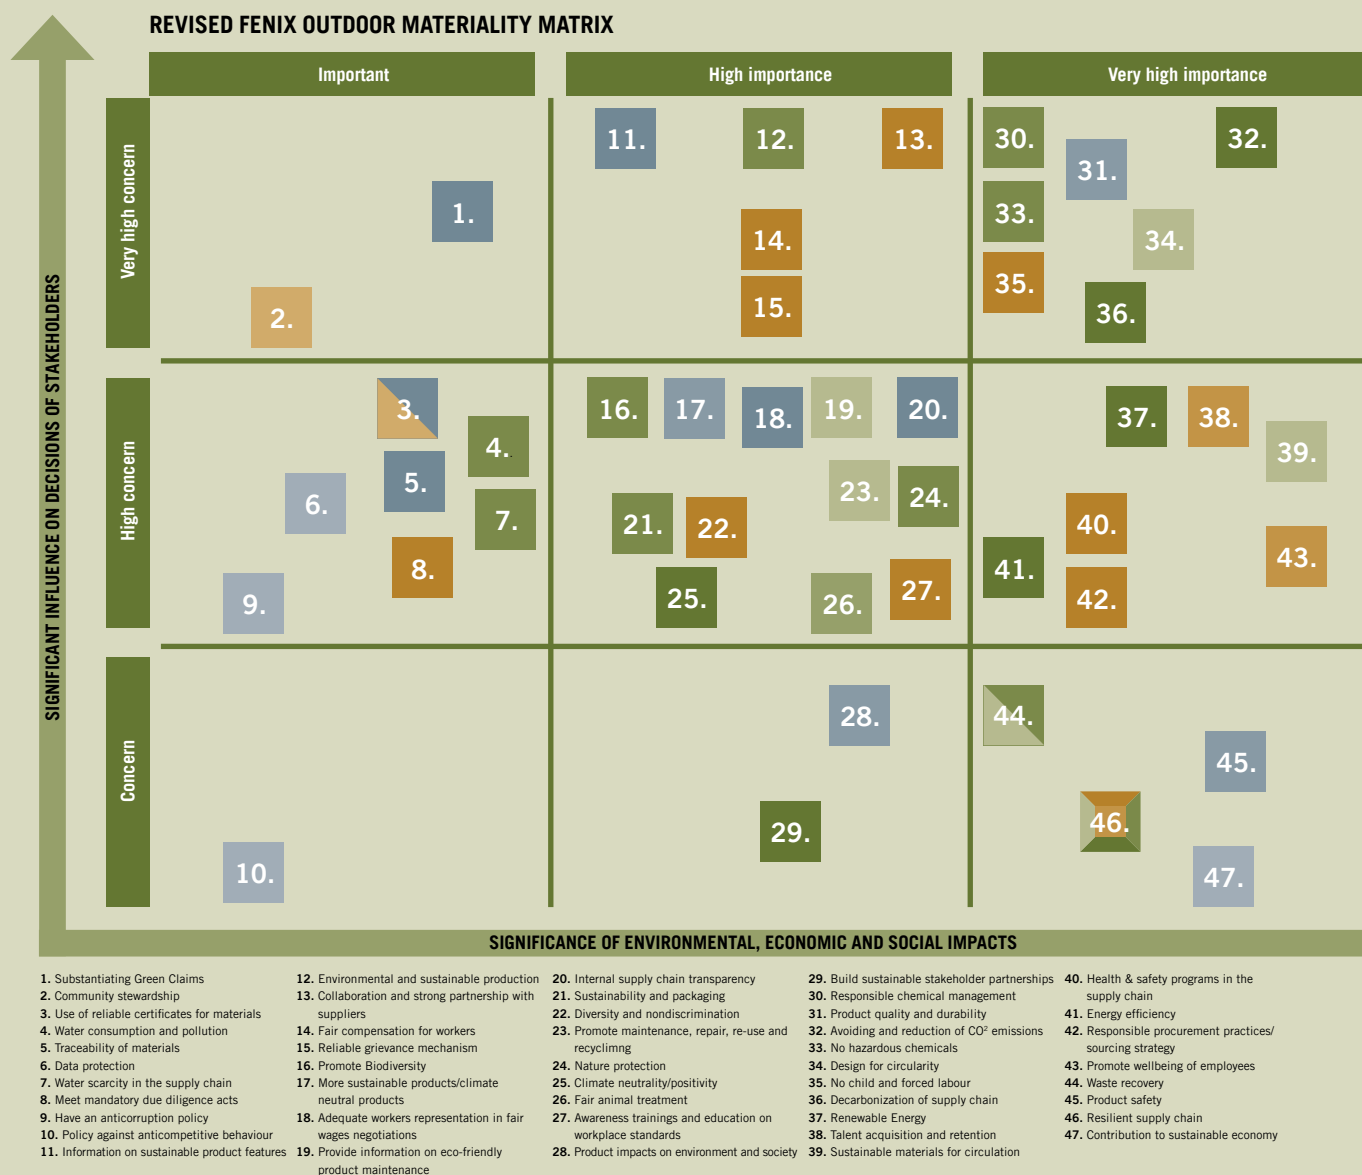 REVISED FENIX OUTDOOR MATERIALITY MATRIX
Important
High importance
Very high importance
SIGNIFICANT INFLUENCE ON DECISIONS OF STAKEHOLDERS
Very high concern
1.
2.
11.
12.
13.
14.
15.
30.
31.
32.
33.
34.
35.
36.
High concern
3.
4.
5.
6.
7.
8.
9.
16.
17.
18.
19.
20.
21.
22.
23.
24.
25.
26.
27.
37.
38.
39.
40.
41.
42.
43.
Concern
10.
28.
29.
44.
45.
46.
47.
SIGNIFICANCE OF ENVIRONMENTAL, ECONOMIC AND SOCIAL IMPACTS
1. Substantiating Green Claims
2. Community stewardship
3. Use of reliable certificates for materials
4. Water consumption and pollution
5. Traceability of materials
6. Data protection
7. Water scarcity in the supply chain
8. Meet mandatory due diligence acts
9. Have an anticorruption policy
10. Policy against anticompetitive behaviour
11. Information on sustainable product features
12. Environmental and sustainable production
13. Collaboration and strong partnership with
suppliers
14. Fair compensation for workers
15. Reliable grievance mechanism
16. Promote Biodiversity
17. More sustainable products/climate
neutral products
18. Adequate workers representation in fair
wages negotiations
19. Provide information on eco-friendly
product maintenance
20. Internal supply chain transparency
21. Sustainability and packaging
22. Diversity and nondiscrimination
23. Promote maintenance, repair, re-use and
recyclimng
24. Nature protection
25. Climate neutrality/positivity
26. Fair animal treatment
27. Awareness trainings and education on
workplace standards
28. Product impacts on environment and society
29. Build sustainable stakeholder partnerships
30. Responsible chemical management
31. Product quality and durability
32. Avoiding and reduction of CO² emissions
33. No hazardous chemicals
34. Design for circularity
35. No child and forced labour
36. Decarbonization of supply chain
37. Renewable Energy
38. Talent acquisition and retention
39. Sustainable materials for circulation
40. Health & safety programs in the
supply chain
41. Energy efficiency
42. Responsible procurement practices/
sourcing strategy
43. Promote wellbeing of employees
44. Waste recovery
45. Product safety
46. Resilient supply chain
47. Contribution to sustainable economy